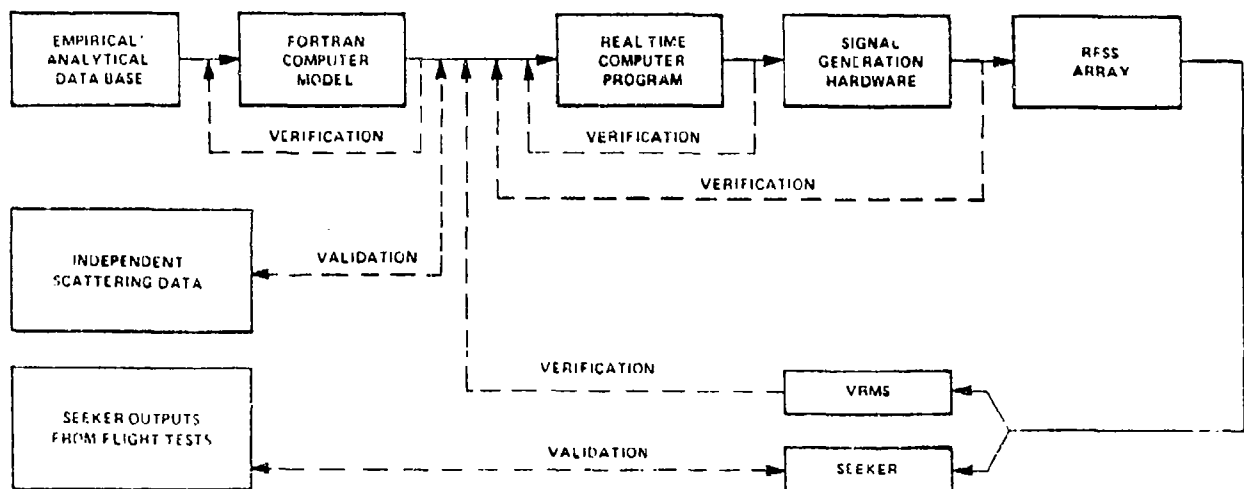 EMPIRICAL'
ANALYTICAL
DATA BASE
FORTRAN
COMPUTER
MODEL
REAL TIME
COMPUTER
PROGRAM
SIGNAL
GENERATION
HARDWARE
RFSS
ARRAY
VERIFICATION
VERIFICATION
VERIFICATION
INDEPENDENT
SCATTERING DATA
VALIDATION
VERIFICATION
VRMS
SEEKER OUTPUTS
FROM FLIGHT TESTS
VALIDATION
SEEKER